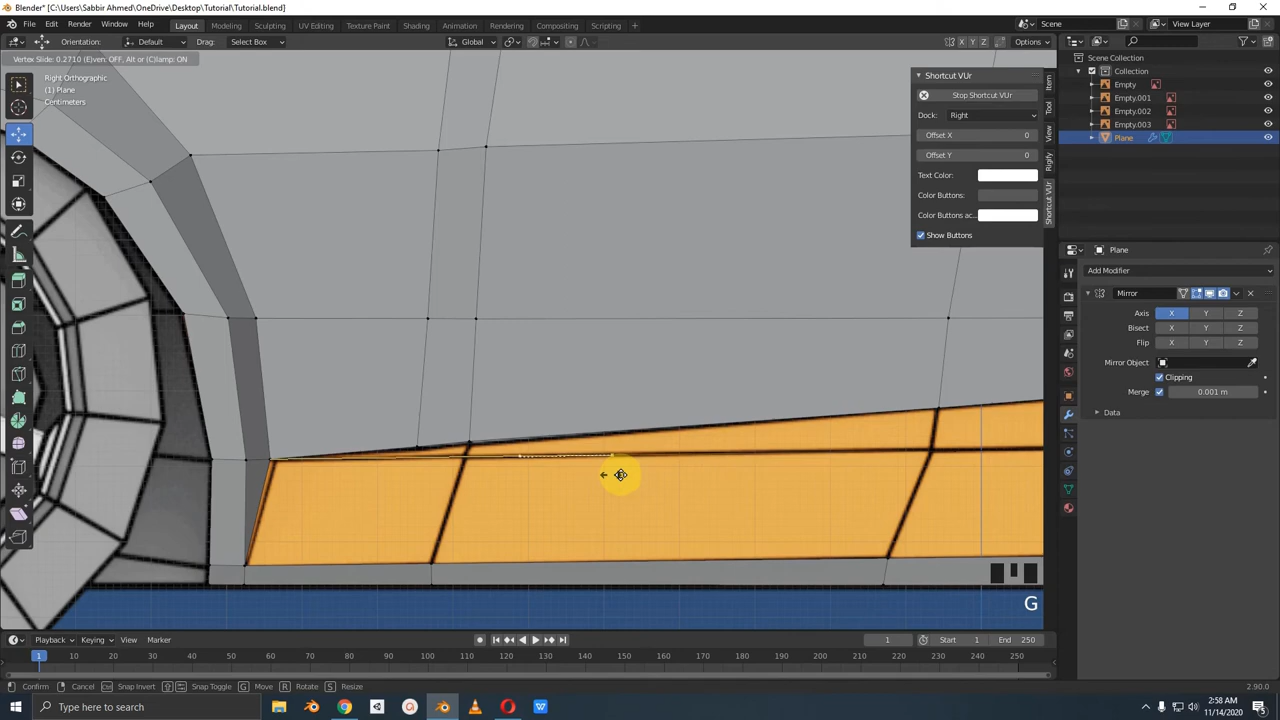 Blender* [C:\Users\Sabbir Ahmed\OneDrive\Desktop\Tutorial\Tutorial.blend]
File Edit Render Window Help Layout Modeling Sculpting UV Editing Texture Paint Shading Animation Rendering Compositing Scripting + Scene View Layer
Orientation: Default Drag: Select Box Global X Y Z Options
Vertex Slide: 0.2710 (E)ven: OFF, Alt or (C)lamp: ON
Right Orthographic
(1) Plane
Centimeters
Shortcut VUr
Stop Shortcut VUr
Dock: Right
Offset X 0
Offset Y 0
Text Color:
Color Buttons:
Color Buttons ac...
Show Buttons
Item
Tool
View
Rigify
Shortcut VUr
Scene Collection
Collection
Empty
Empty.001
Empty.002
Empty.003
Plane
Plane
Add Modifier
Mirror
Axis X Y Z
Bisect X Y Z
Flip X Y Z
Mirror Object
Clipping
Merge 0.001 m
Data
G
Playback Keying View Marker 1 Start 1 End 250
1 10 20 30 40 50 60 70 80 90 100 110 120 130 140 150 160 170 180 190 200 210 220 230 240 250
Confirm Cancel Snap Invert Snap Toggle G Move R Rotate S Resize 2.90.0
Type here to search
2:58 AM
11/14/2020
5